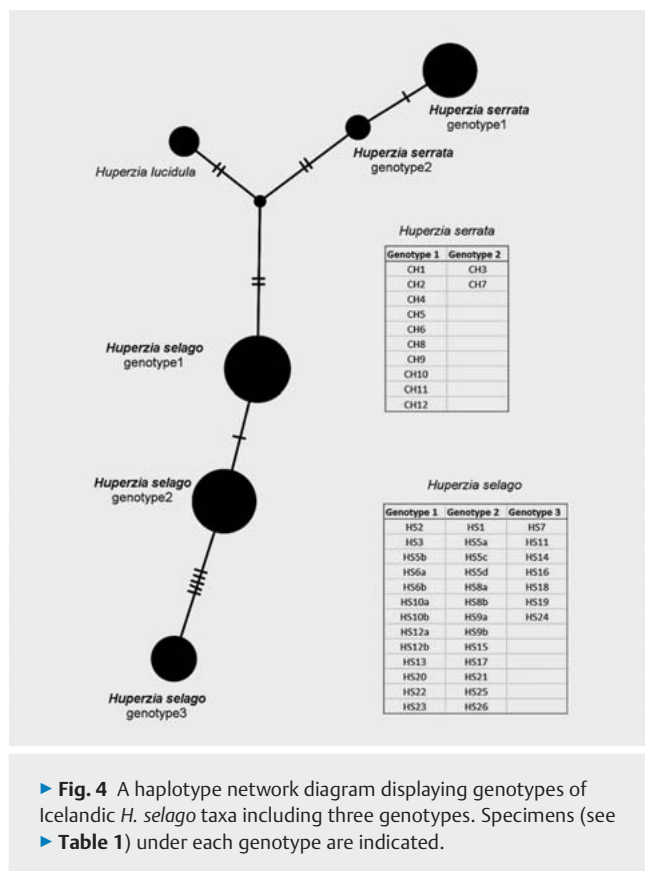 Huperzia serrata
genotype1
Huperzia serrata
genotype2
Huperzia lucidula
Huperzia serrata
Genotype 1 Genotype 2
CH1 CH3
CH2 CH7
CH4
CH5
CH6
CH8
CH9
CH10
CH11
CH12
Huperzia selago
genotype1
Huperzia selago
genotype2
Huperzia selago
genotype3
Huperzia selago
Genotype 1 Genotype 2 Genotype 3
HS2 HS1 HS7
HS3 HS5a HS11
HS5b HS5c HS14
HS6a HS5d HS16
HS6b HS8a HS18
HS10a HS8b HS19
HS10b HS9a HS24
HS12a HS9b
HS12b HS15
HS13 HS17
HS20 HS21
HS22 HS25
HS23 HS26
▶ Fig. 4 A haplotype network diagram displaying genotypes of
Icelandic H. selago taxa including three genotypes. Specimens (see
▶ Table 1) under each genotype are indicated.